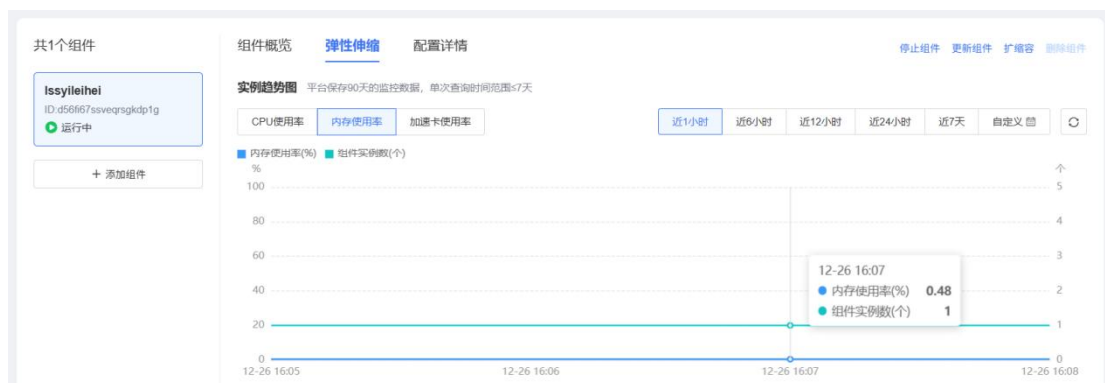 共1个组件
组件概览 弹性伸缩 配置详情
停止组件 更新组件 扩缩容 删除组件
Issyileihei
ID:d56fi67ssveqrsgkdp1g
运行中
+ 添加组件
实例趋势图 平台保存90天的监控数据，单次查询时间范围≤7天
CPU使用率 内存使用率 加速卡使用率
近1小时 近6小时 近12小时 近24小时 近7天 自定义
内存使用率(%) 组件实例数(个)
% 个
100 5
80 4
60 3
40 2
20 1
0 0
12-26 16:07
内存使用率(%) 0.48
组件实例数(个) 1
12-26 16:05 12-26 16:06 12-26 16:07 12-26 16:08